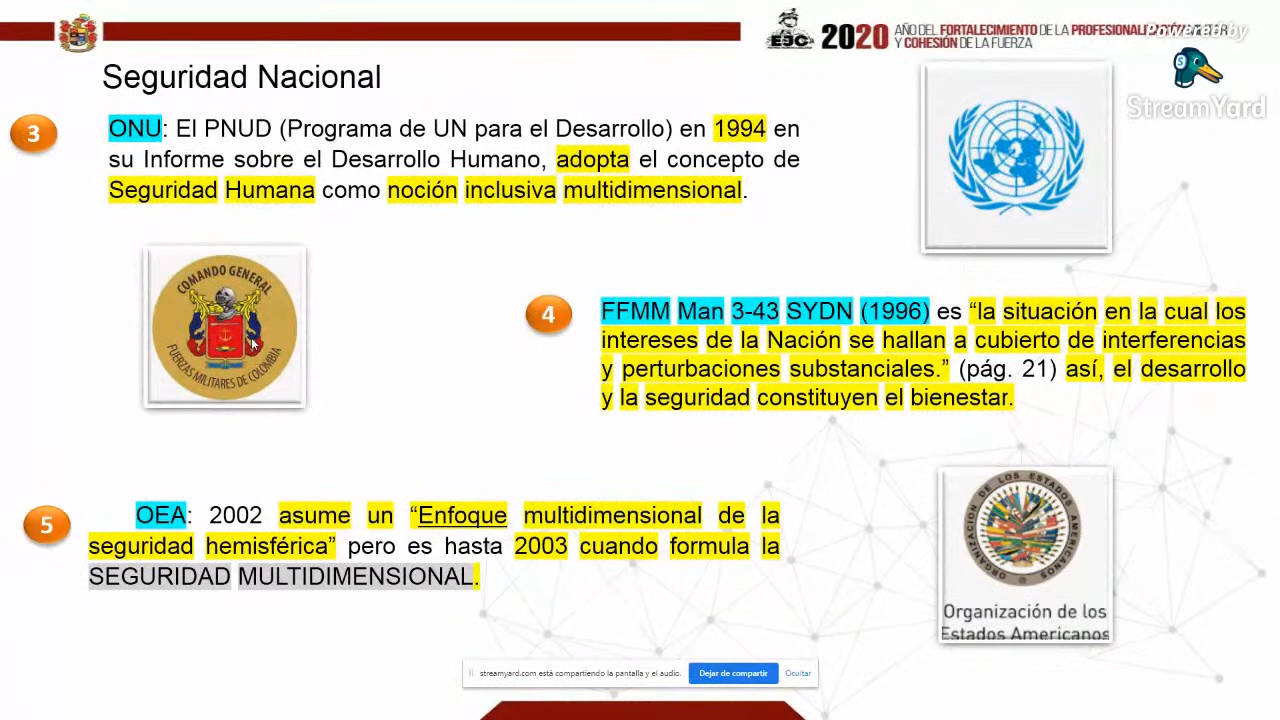 EJC 2020 AÑO DEL FORTALECIMIENTO DE LA
Y COHESIÓN DE LA FUERZA
Powered by
StreamYard
Seguridad Nacional
3
ONU: El PNUD (Programa de UN para el Desarrollo) en 1994 en
su Informe sobre el Desarrollo Humano, adopta el concepto de
Seguridad Humana como noción inclusiva multidimensional.
COMANDO GENERAL
FUERZAS MILITARES DE COLOMBIA
4
FFMM Man 3-43 SYDN (1996) es “la situación en la cual los
intereses de la Nación se hallan a cubierto de interferencias
y perturbaciones substanciales.” (pág. 21) así, el desarrollo
y la seguridad constituyen el bienestar.
5
OEA: 2002 asume un “Enfoque multidimensional de la
seguridad hemisférica” pero es hasta 2003 cuando formula la
SEGURIDAD MULTIDIMENSIONAL.
ORGANIZACIÓN DE LOS ESTADOS AMERICANOS
Organización de los
Estados Americanos
streamyard.com está compartiendo la pantalla y el audio. Dejar de compartir Ocultar